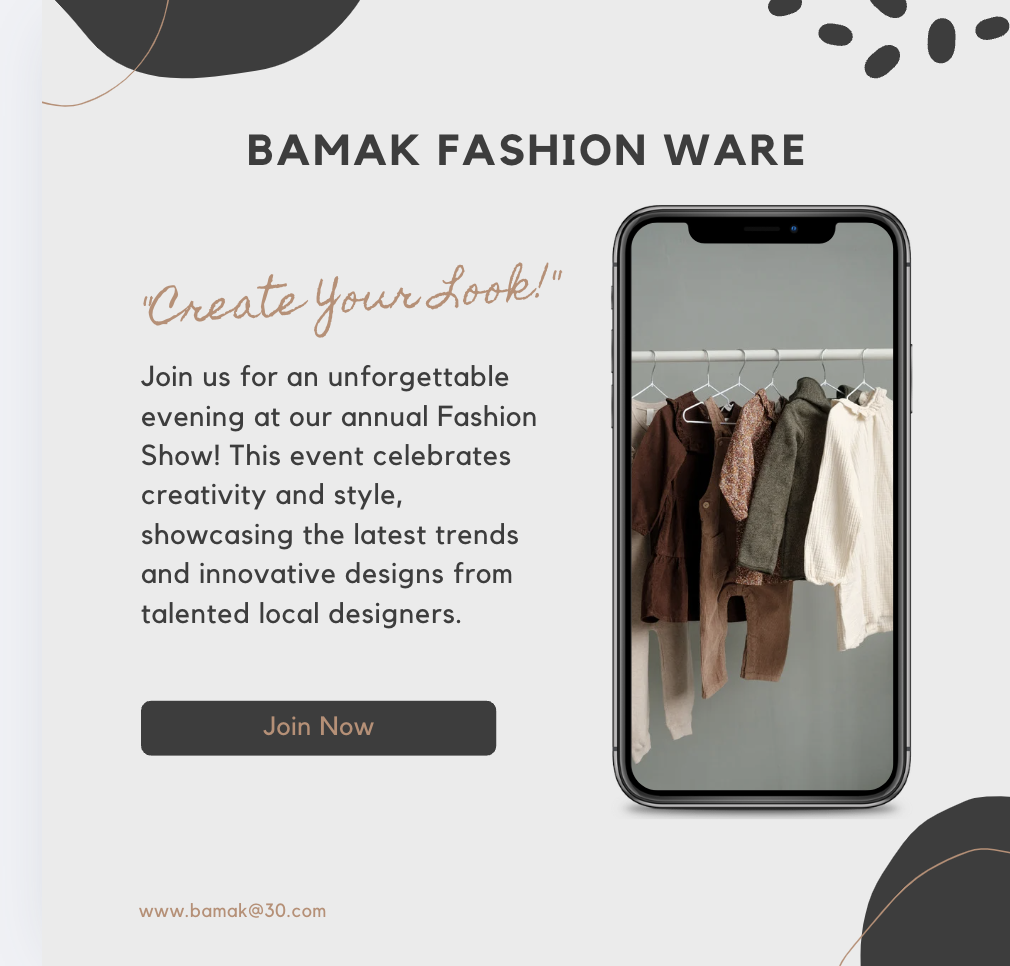 BAMAK FASHION WARE
"Create Your Look!"
Join us for an unforgettable
evening at our annual Fashion
Show! This event celebrates
creativity and style,
showcasing the latest trends
and innovative designs from
talented local designers.
Join Now
www.bamak@30.com